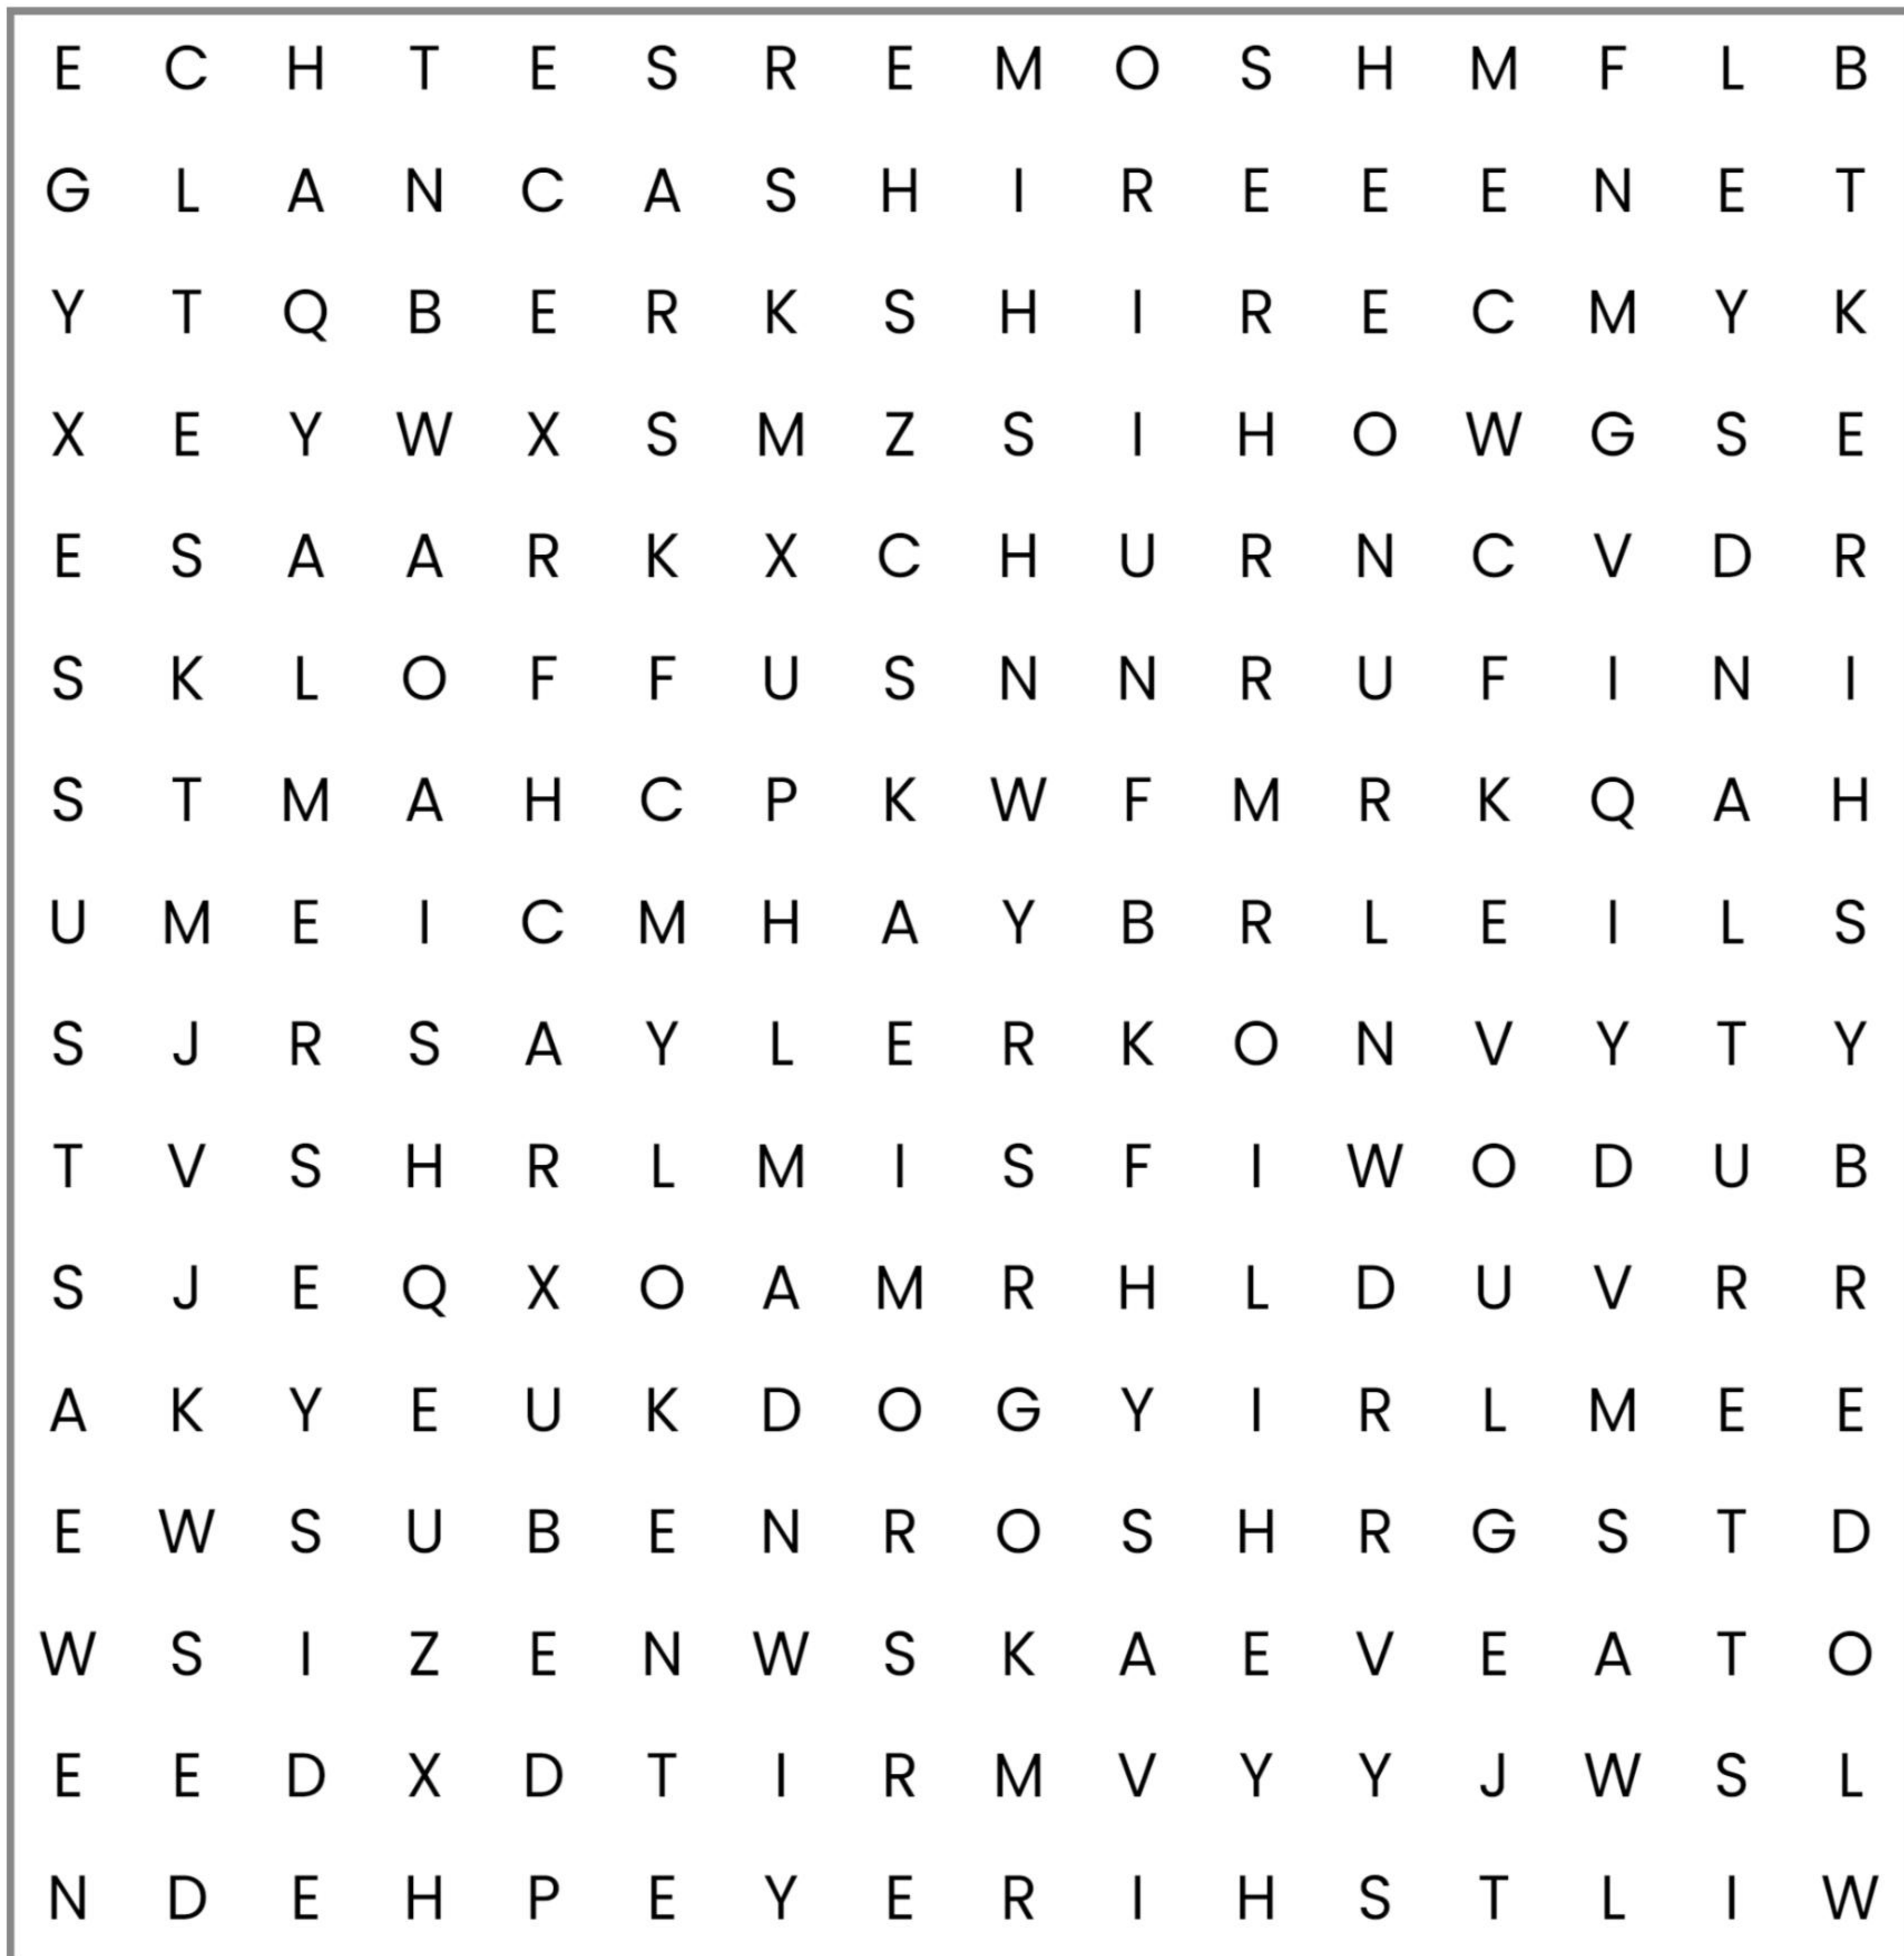 E C H T E S R E M O S H M F L B
G L A N C A S H I R E E E N E T
Y T Q B E R K S H I R E C M Y K
X E Y W X S M Z S I H O W G S E
E S A A R K X C H U R N C V D R
S K L O F F U S N N R U F I N I
S T M A H C P K W F M R K Q A H
U M E I C M H A Y B R L E I L S
S J R S A Y L E R K O N V Y T Y
T V S H R L M I S F I W O D U B
S J E Q X O A M R H L D U V R R
A K Y E U K D O G Y I R L M E E
E W S U B E N R O S H R G S T D
W S I Z E N W S K A E V E A T O
E E D X D T I R M V Y Y J W S L
N D E H P E Y E R I H S T L I W